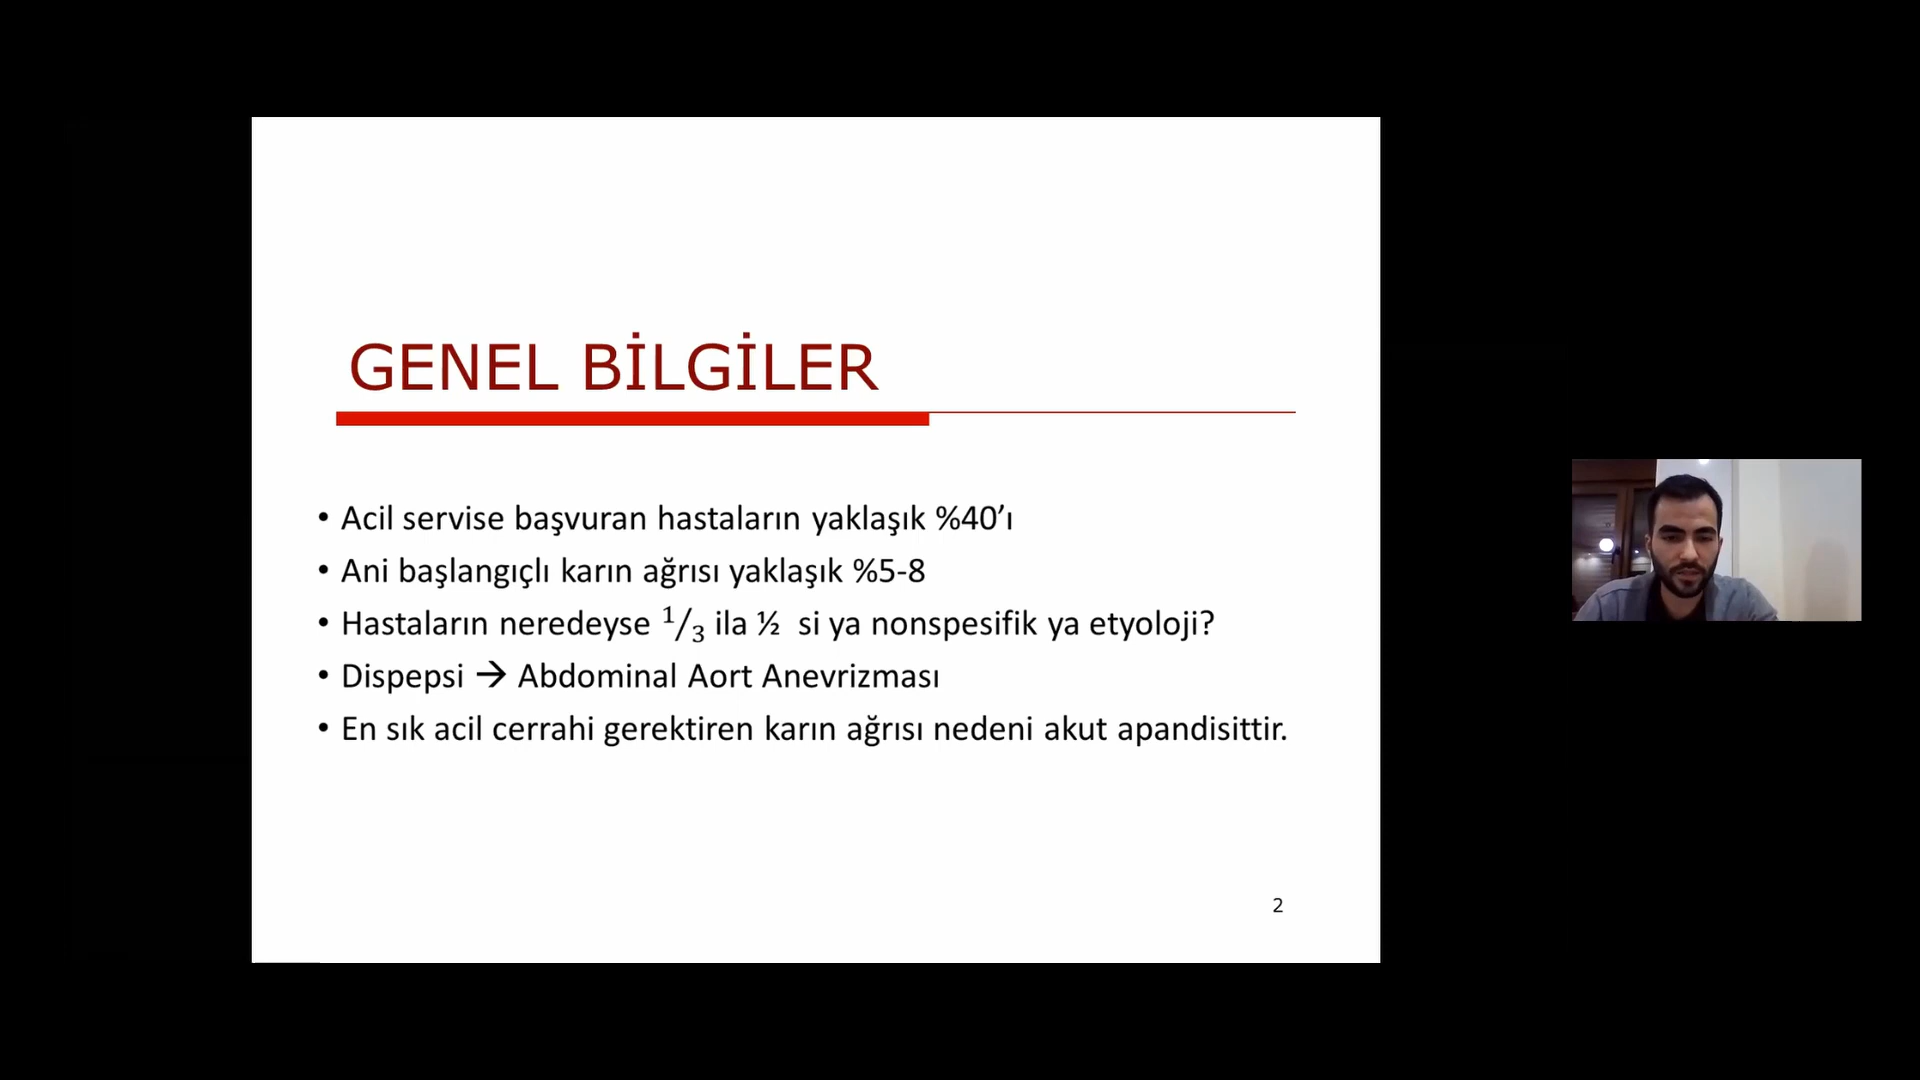 GENEL BİLGİLER
• Acil servise başvuran hastaların yaklaşık %40’ı
• Ani başlangıçlı karın ağrısı yaklaşık %5-8
• Hastaların neredeyse 1/3 ila ½ si ya nonspesifik ya etyoloji?
• Dispepsi → Abdominal Aort Anevrizması
• En sık acil cerrahi gerektiren karın ağrısı nedeni akut apandisittir.
2